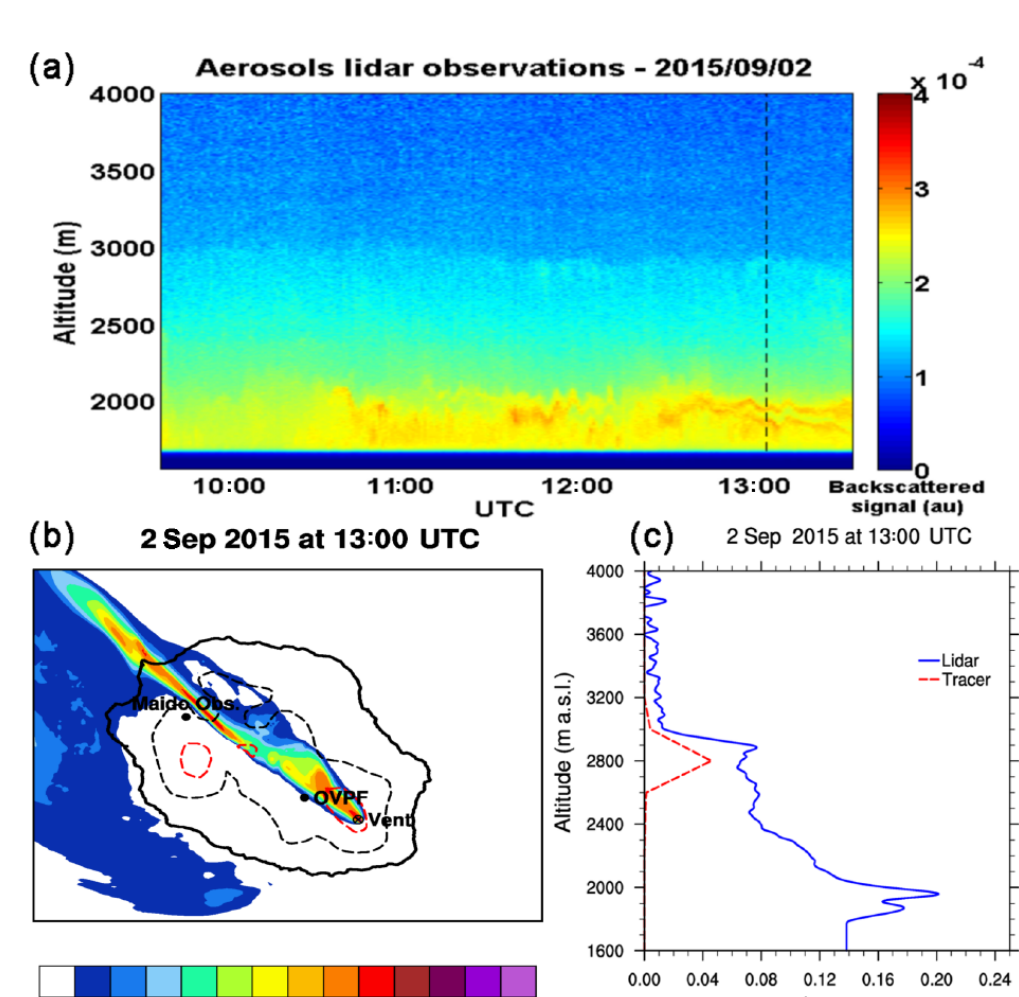 (a)
Aerosols lidar observations - 2015/09/02
x 10⁻⁴
4000
3500
3000
2500
2000
Altitude (m)
10:00
11:00
12:00
13:00
UTC
4
3
2
1
0
Backscattered
signal (au)
(b)
2 Sep 2015 at 13:00 UTC
Maido Obs.
OVPF
Vent
(c)
2 Sep 2015 at 13:00 UTC
4000
3600
3200
2800
2400
2000
1600
Altitude (m a.s.l.)
Lidar
Tracer
0.00
0.04
0.08
0.12
0.16
0.20
0.24